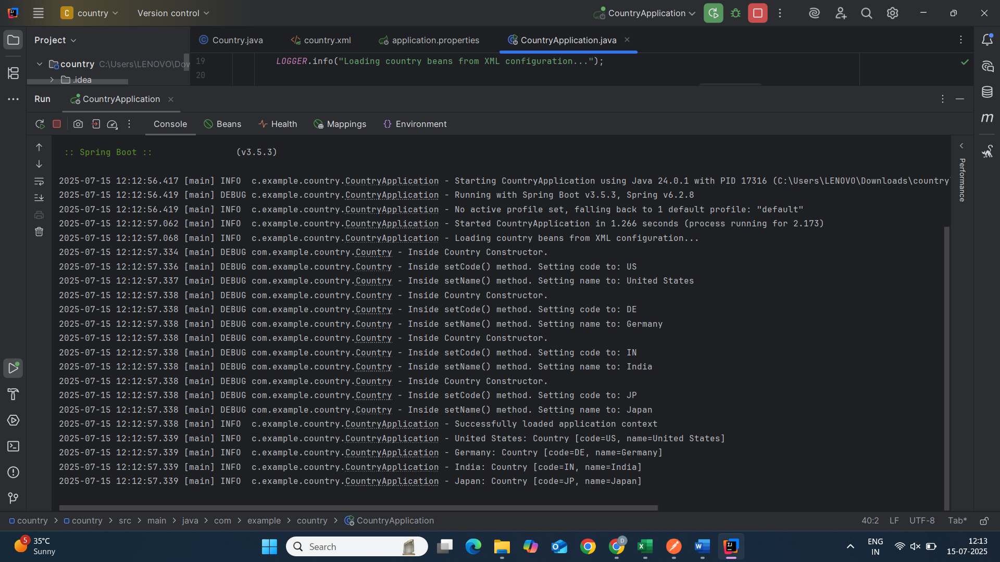 C country Version control CountryApplication
Project
Country.java country.xml application.properties CountryApplication.java
country C:\Users\LENOVO\Dow
.idea
19 LOGGER.info("Loading country beans from XML configuration...");
20
Run CountryApplication
Console Beans Health Mappings Environment
:: Spring Boot :: (v3.5.3)
2025-07-15 12:12:56.417 [main] INFO c.example.country.CountryApplication - Starting CountryApplication using Java 24.0.1 with PID 17316 (C:\Users\LENOVO\Downloads\country
2025-07-15 12:12:56.419 [main] DEBUG c.example.country.CountryApplication - Running with Spring Boot v3.5.3, Spring v6.2.8
2025-07-15 12:12:56.419 [main] INFO c.example.country.CountryApplication - No active profile set, falling back to 1 default profile: "default"
2025-07-15 12:12:57.062 [main] INFO c.example.country.CountryApplication - Started CountryApplication in 1.266 seconds (process running for 2.173)
2025-07-15 12:12:57.068 [main] INFO c.example.country.CountryApplication - Loading country beans from XML configuration...
2025-07-15 12:12:57.334 [main] DEBUG com.example.country.Country - Inside Country Constructor.
2025-07-15 12:12:57.336 [main] DEBUG com.example.country.Country - Inside setCode() method. Setting code to: US
2025-07-15 12:12:57.337 [main] DEBUG com.example.country.Country - Inside setName() method. Setting name to: United States
2025-07-15 12:12:57.338 [main] DEBUG com.example.country.Country - Inside Country Constructor.
2025-07-15 12:12:57.338 [main] DEBUG com.example.country.Country - Inside setCode() method. Setting code to: DE
2025-07-15 12:12:57.338 [main] DEBUG com.example.country.Country - Inside setName() method. Setting name to: Germany
2025-07-15 12:12:57.338 [main] DEBUG com.example.country.Country - Inside Country Constructor.
2025-07-15 12:12:57.338 [main] DEBUG com.example.country.Country - Inside setCode() method. Setting code to: IN
2025-07-15 12:12:57.338 [main] DEBUG com.example.country.Country - Inside setName() method. Setting name to: India
2025-07-15 12:12:57.338 [main] DEBUG com.example.country.Country - Inside Country Constructor.
2025-07-15 12:12:57.338 [main] DEBUG com.example.country.Country - Inside setCode() method. Setting code to: JP
2025-07-15 12:12:57.338 [main] DEBUG com.example.country.Country - Inside setName() method. Setting name to: Japan
2025-07-15 12:12:57.338 [main] INFO c.example.country.CountryApplication - Successfully loaded application context
2025-07-15 12:12:57.339 [main] INFO c.example.country.CountryApplication - United States: Country [code=US, name=United States]
2025-07-15 12:12:57.339 [main] INFO c.example.country.CountryApplication - Germany: Country [code=DE, name=Germany]
2025-07-15 12:12:57.339 [main] INFO c.example.country.CountryApplication - India: Country [code=IN, name=India]
2025-07-15 12:12:57.339 [main] INFO c.example.country.CountryApplication - Japan: Country [code=JP, name=Japan]
Performance
country > country > src > main > java > com > example > country > CountryApplication 40:2 LF UTF-8 Tab*
5 35°C
Sunny
Search
ENG
IN
12:13
15-07-2025